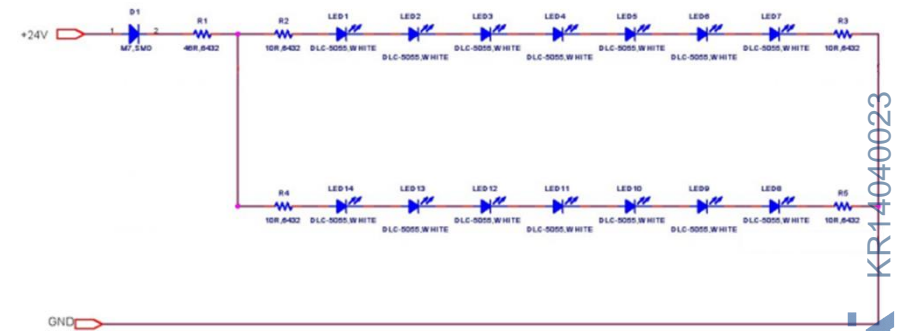 D1
R1
R2
LED1
LED2
LED3
LED4
LED5
LED6
LED7
R3
+24V
1
2
M7,SMD
46R,6432
10R,6432
DLC-5055,WHITE
DLC-5055,WHITE
DLC-5055,WHITE
DLC-5055,WHITE
DLC-5055,WHITE
DLC-5055,WHITE
DLC-5055,WHITE
10R,6432
KR14040023
R4
LED14
LED13
LED12
LED11
LED10
LED9
LED8
R5
10R,6432
DLC-5055,WHITE
DLC-5055,WHITE
DLC-5055,WHITE
DLC-5055,WHITE
DLC-5055,WHITE
DLC-5055,WHITE
DLC-5055,WHITE
10R,6432
GND